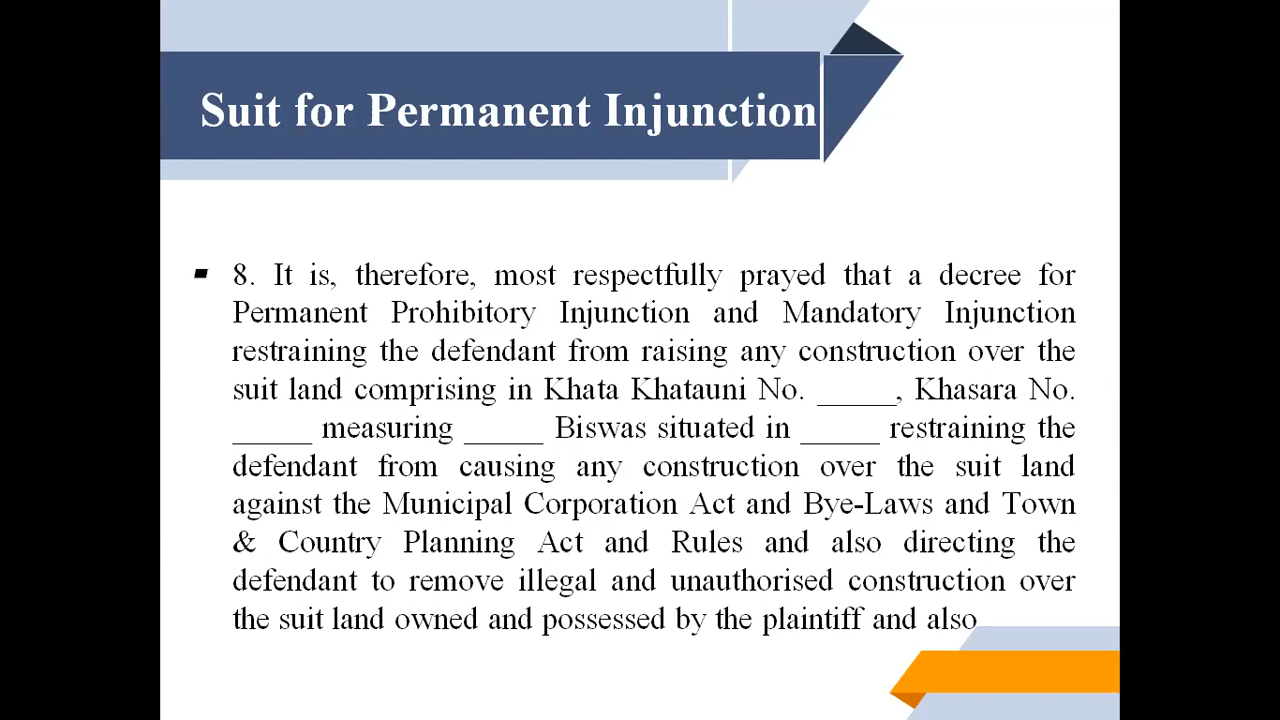 Suit for Permanent Injunction
8. It is, therefore, most respectfully prayed that a decree for
Permanent Prohibitory Injunction and Mandatory Injunction
restraining the defendant from raising any construction over the
suit land comprising in Khata Khatauni No. _____, Khasara No.
_____ measuring _____ Biswas situated in _____ restraining the
defendant from causing any construction over the suit land
against the Municipal Corporation Act and Bye-Laws and Town
& Country Planning Act and Rules and also directing the
defendant to remove illegal and unauthorised construction over
the suit land owned and possessed by the plaintiff and also